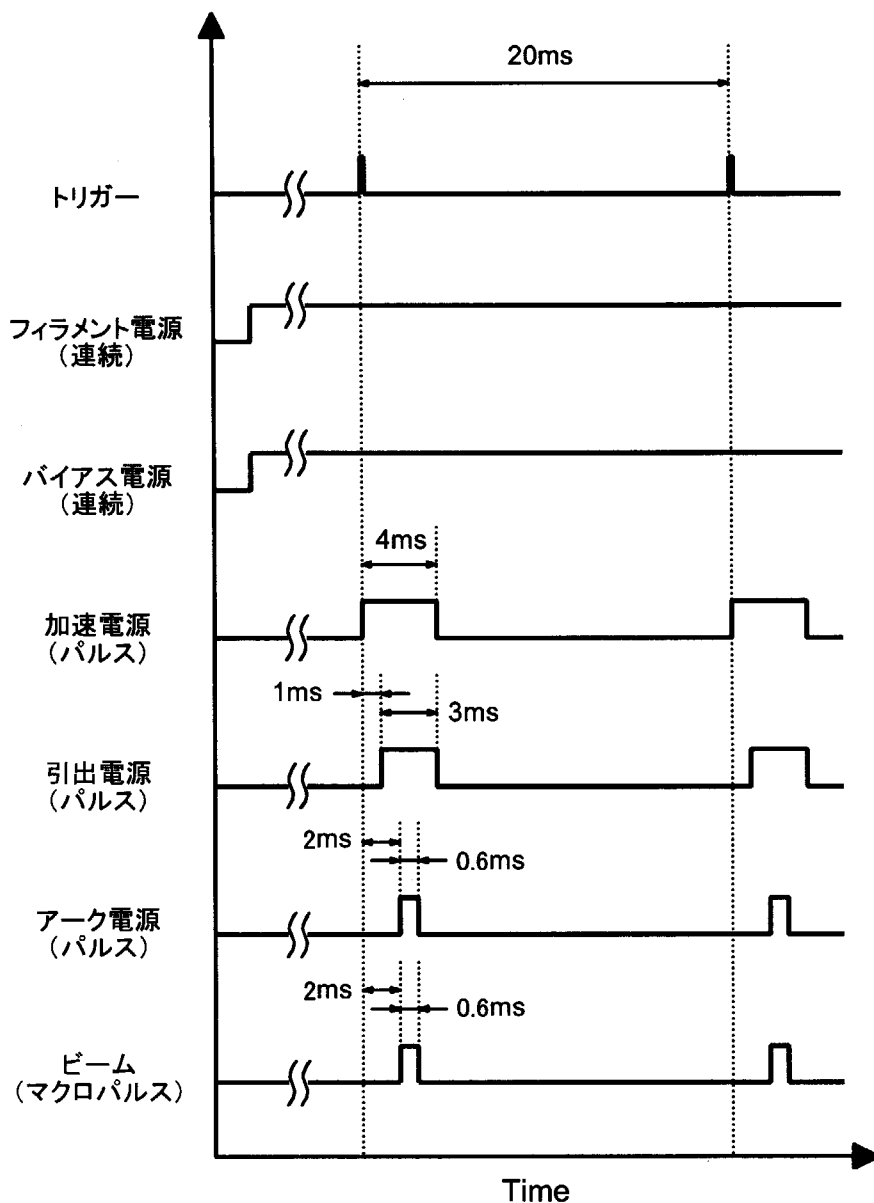 20ms
トリガー
フィラメント電源
(連続)
バイアス電源
(連続)
4ms
加速電源
(パルス)
1ms
3ms
引出電源
(パルス)
2ms
0.6ms
アーク電源
(パルス)
2ms
0.6ms
ビーム
(マクロパルス)
Time